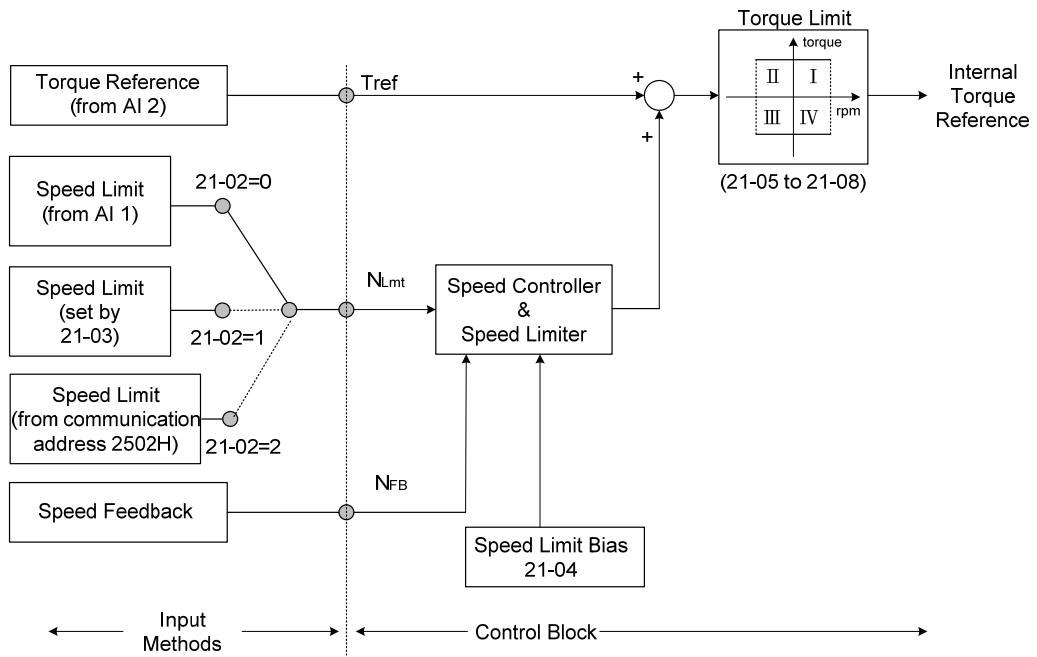 Torque Limit
torque
II
I
III
IV
rpm
(21-05 to 21-08)
Internal
Torque
Reference
Torque Reference
(from AI 2)
Tref
+
+
Speed Limit
(from AI 1)
21-02=0
Speed Limit
(set by
21-03)
21-02=1
NLmt
Speed Controller
&
Speed Limiter
Speed Limit
(from communication
address 2502H)
21-02=2
Speed Feedback
NFB
Speed Limit Bias
21-04
Input
Methods
Control Block